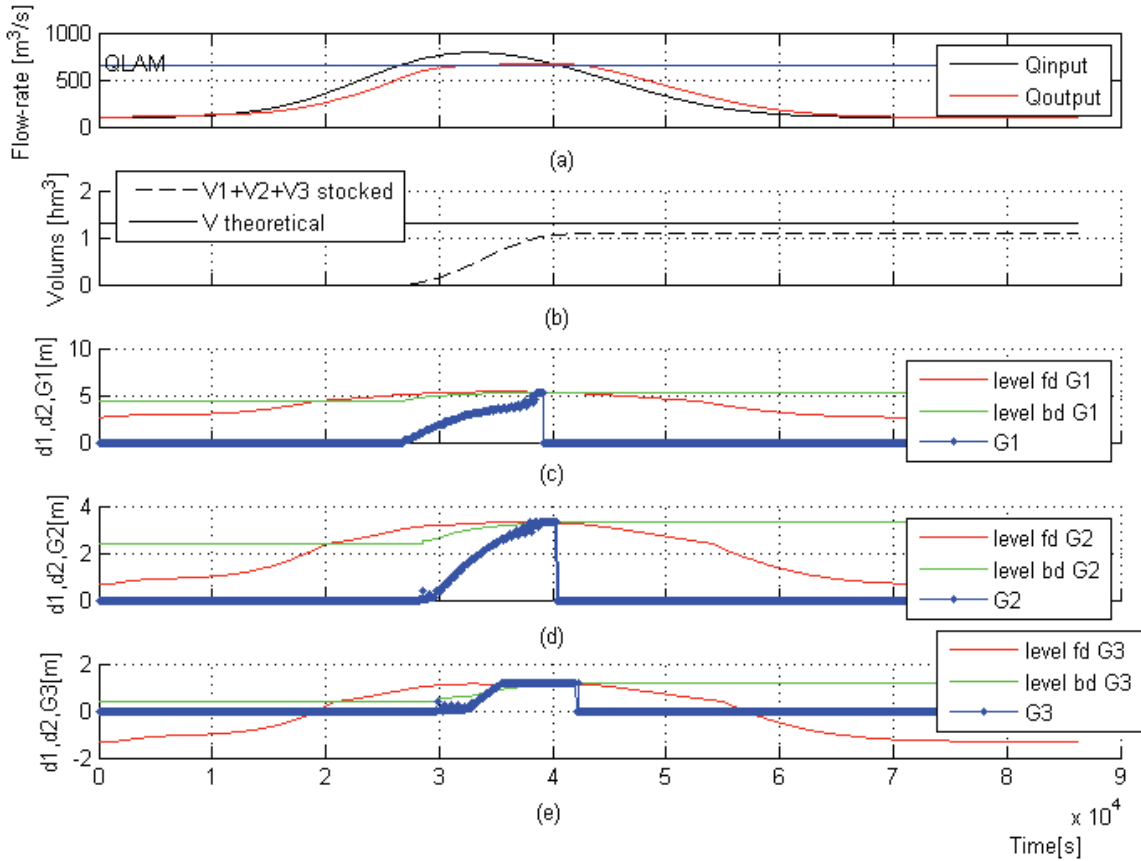 1000
500
0
Flow-rate [m³/s]
QLAM
Qinput
Qoutput
(a)
2
1
0
Volums [hm³]
V1+V2+V3 stocked
V theoretical
(b)
10
5
0
d1,d2,G1[m]
level fd G1
level bd G1
G1
(c)
4
2
0
d1,d2,G2[m]
level fd G2
level bd G2
G2
(d)
2
0
-2
d1,d2,G3[m]
level fd G3
level bd G3
G3
0 1 2 3 4 5 6 7 8 9
(e)
x 10⁴
Time[s]